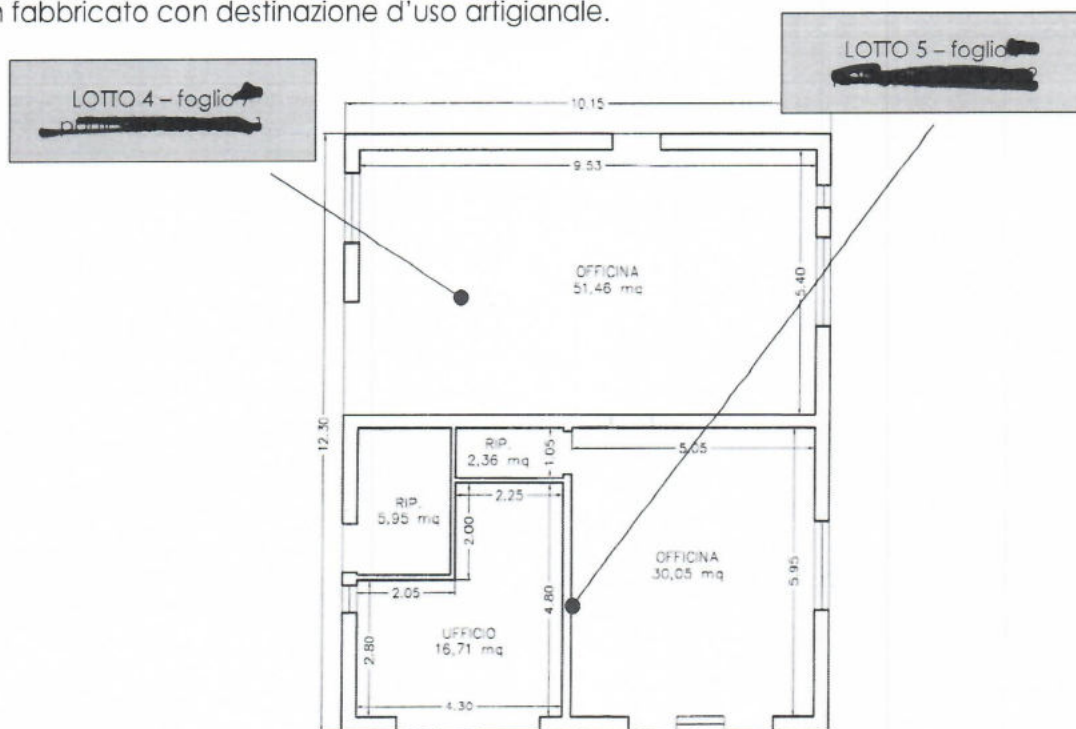 fabbricato con destinazione d'uso artigianale.
LOTTO 4 – foglio
LOTTO 5 – foglio
10.15
9.53
OFFICINA
51,46 mq
5.40
12.30
RIP.
2,36 mq
1.05
5.05
2.25
RIP.
5,95 mq
2.00
OFFICINA
30,05 mq
5.95
2.05
4.80
UFFICIO
16,71 mq
2.80
4.30